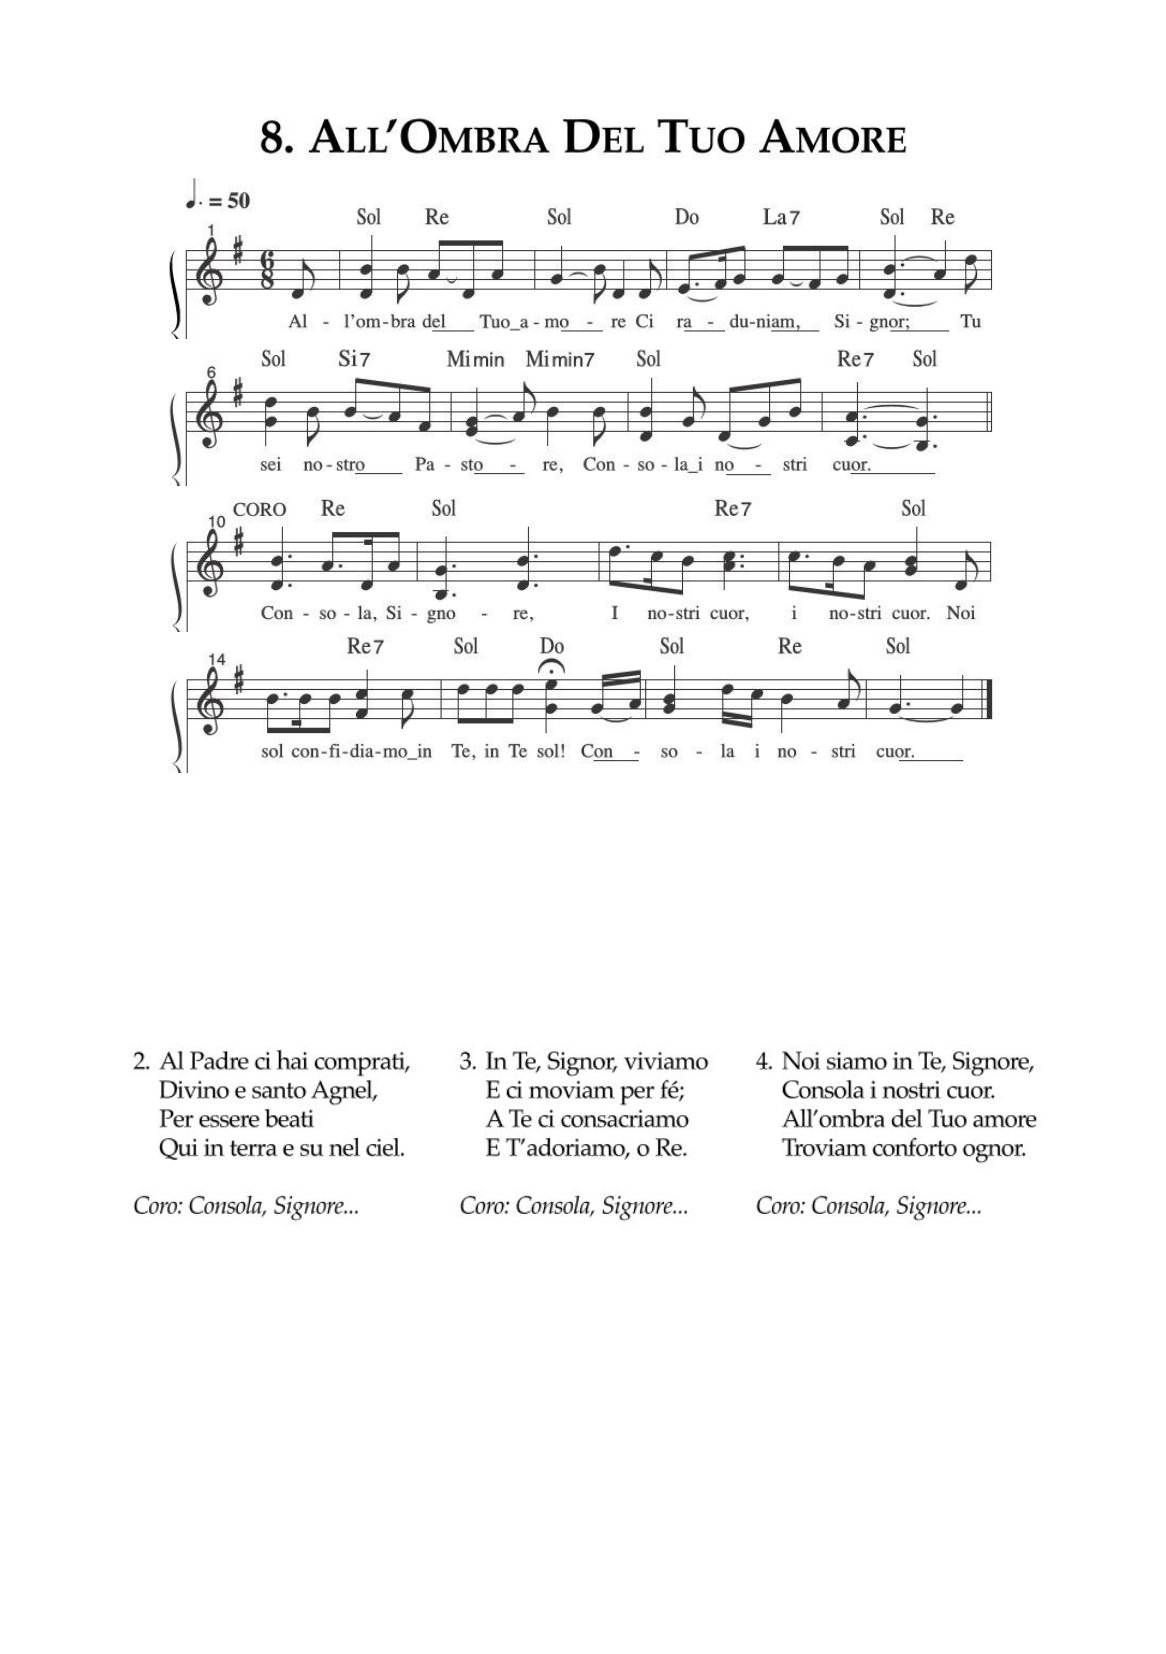 8. All'Ombra Del Tuo Amore
♩. = 50
Sol Re Sol Do La7 Sol Re
1
6 8
Al - l'om-bra del Tuo_a - mo - re Ci ra - du-niam, Si - gnor; Tu
Sol Si7 Mimin Mimin7 Sol Re7 Sol
6
sei no-stro Pa - sto - re, Con - so - la_i no - stri cuor.
CORO Re Sol Re7 Sol
10
Con - so - la, Si - gno - re, I no-stri cuor, i no-stri cuor. Noi
Re7 Sol Do Sol Re Sol
14
sol con-fi-dia-mo_in Te, in Te sol! Con - so - la i no - stri cuor.
2. Al Padre ci hai comprati,
Divino e santo Agnel,
Per essere beati
Qui in terra e su nel ciel.
Coro: Consola, Signore...
3. In Te, Signor, viviamo
E ci moviam per fé;
A Te ci consacriamo
E T'adoriamo, o Re.
Coro: Consola, Signore...
4. Noi siamo in Te, Signore,
Consola i nostri cuor.
All'ombra del Tuo amore
Troviam conforto ognor.
Coro: Consola, Signore...